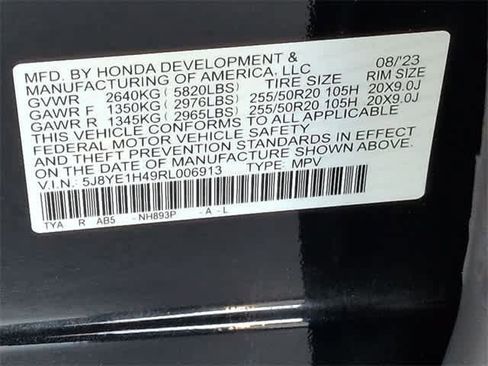 MFD. BY HONDA DEVELOPMENT & 08/'23
MANUFACTURING OF AMERICA, LLC TIRE SIZE RIM SIZE
GVWR 2640KG ( 5820LBS)
GAWR F 1350KG ( 2976LBS) 255/50R20 105H 20X9.0J
GAWR R 1345KG ( 2965LBS) 255/50R20 105H 20X9.0J
THIS VEHICLE CONFORMS TO ALL APPLICABLE
FEDERAL MOTOR VEHICLE SAFETY
AND THEFT PREVENTION STANDARDS IN EFFECT
ON THE DATE OF MANUFACTURE SHOWN ABOVE.
V.I.N: 5J8YE1H49RL006913 TYPE: MPV
TYA R AB5 -NH893P -A-L